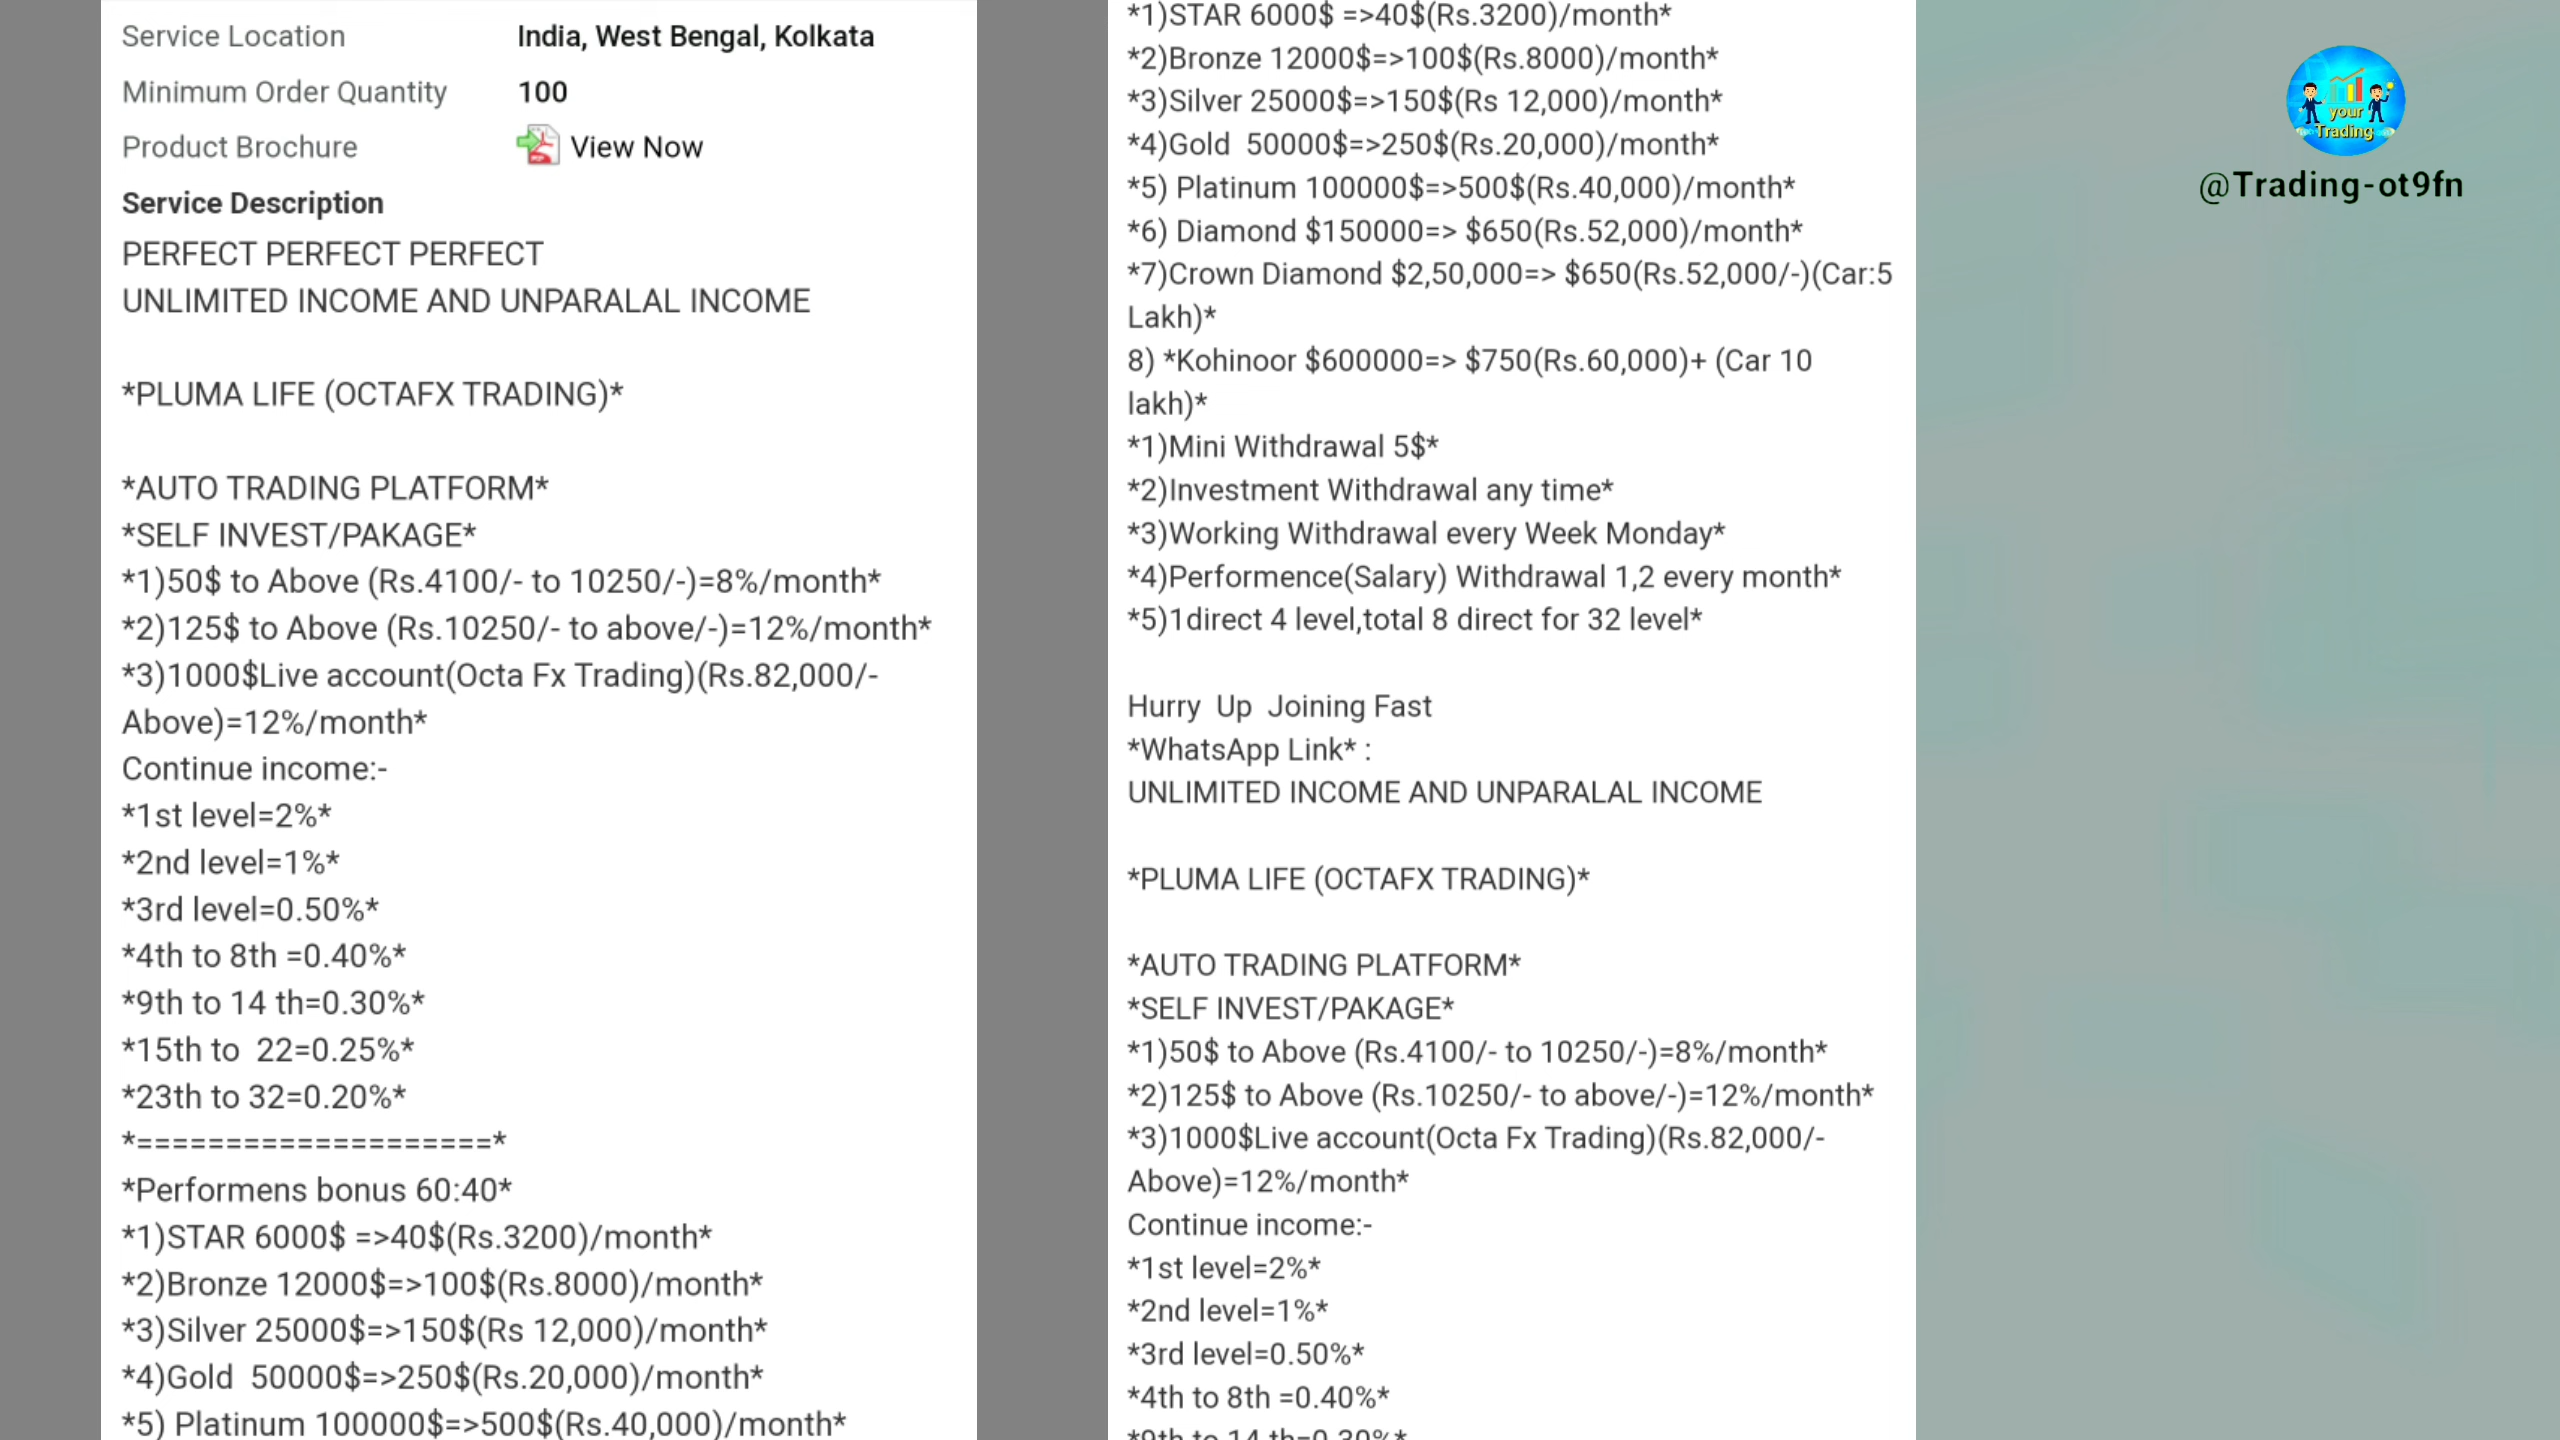 Service Location India, West Bengal, Kolkata
Minimum Order Quantity 100
Product Brochure View Now
Service Description
PERFECT PERFECT PERFECT
UNLIMITED INCOME AND UNPARALAL INCOME
*PLUMA LIFE (OCTAFX TRADING)*
*AUTO TRADING PLATFORM*
*SELF INVEST/PAKAGE*
*1)50$ to Above (Rs.4100/- to 10250/-)=8%/month*
*2)125$ to Above (Rs.10250/- to above/-)=12%/month*
*3)1000$Live account(Octa Fx Trading)(Rs.82,000/-
Above)=12%/month*
Continue income:-
*1st level=2%*
*2nd level=1%*
*3rd level=0.50%*
*4th to 8th =0.40%*
*9th to 14 th=0.30%*
*15th to  22=0.25%*
*23th to 32=0.20%*
*====================*
*Performens bonus 60:40*
*1)STAR 6000$ =>40$(Rs.3200)/month*
*2)Bronze 12000$=>100$(Rs.8000)/month*
*3)Silver 25000$=>150$(Rs 12,000)/month*
*4)Gold  50000$=>250$(Rs.20,000)/month*
*5) Platinum 100000$=>500$(Rs.40,000)/month*
*1)STAR 6000$ =>40$(Rs.3200)/month*
*2)Bronze 12000$=>100$(Rs.8000)/month*
*3)Silver 25000$=>150$(Rs 12,000)/month*
*4)Gold  50000$=>250$(Rs.20,000)/month*
*5) Platinum 100000$=>500$(Rs.40,000)/month*
*6) Diamond $150000=> $650(Rs.52,000)/month*
*7)Crown Diamond $2,50,000=> $650(Rs.52,000/-)(Car:5
Lakh)*
8) *Kohinoor $600000=> $750(Rs.60,000)+ (Car 10
lakh)*
*1)Mini Withdrawal 5$*
*2)Investment Withdrawal any time*
*3)Working Withdrawal every Week Monday*
*4)Performence(Salary) Withdrawal 1,2 every month*
*5)1direct 4 level,total 8 direct for 32 level*
Hurry  Up  Joining Fast
*WhatsApp Link* :
UNLIMITED INCOME AND UNPARALAL INCOME
*PLUMA LIFE (OCTAFX TRADING)*
*AUTO TRADING PLATFORM*
*SELF INVEST/PAKAGE*
*1)50$ to Above (Rs.4100/- to 10250/-)=8%/month*
*2)125$ to Above (Rs.10250/- to above/-)=12%/month*
*3)1000$Live account(Octa Fx Trading)(Rs.82,000/-
Above)=12%/month*
Continue income:-
*1st level=2%*
*2nd level=1%*
*3rd level=0.50%*
*4th to 8th =0.40%*
*9th to 14 th=0.30%*
your
Trading
@Trading-ot9fn